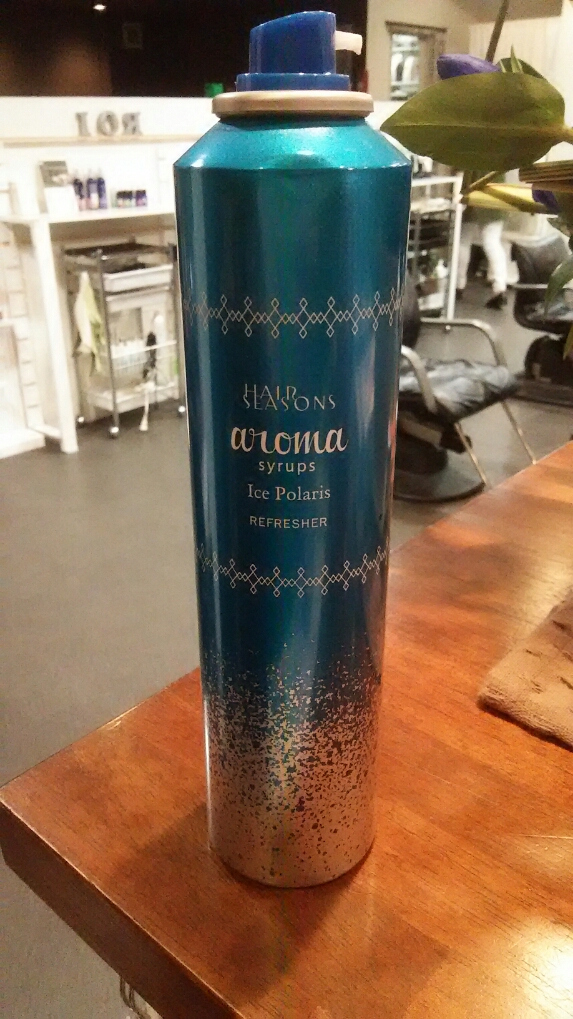 HAIR
SEASONS
aroma
syrups
Ice Polaris
REFRESHER